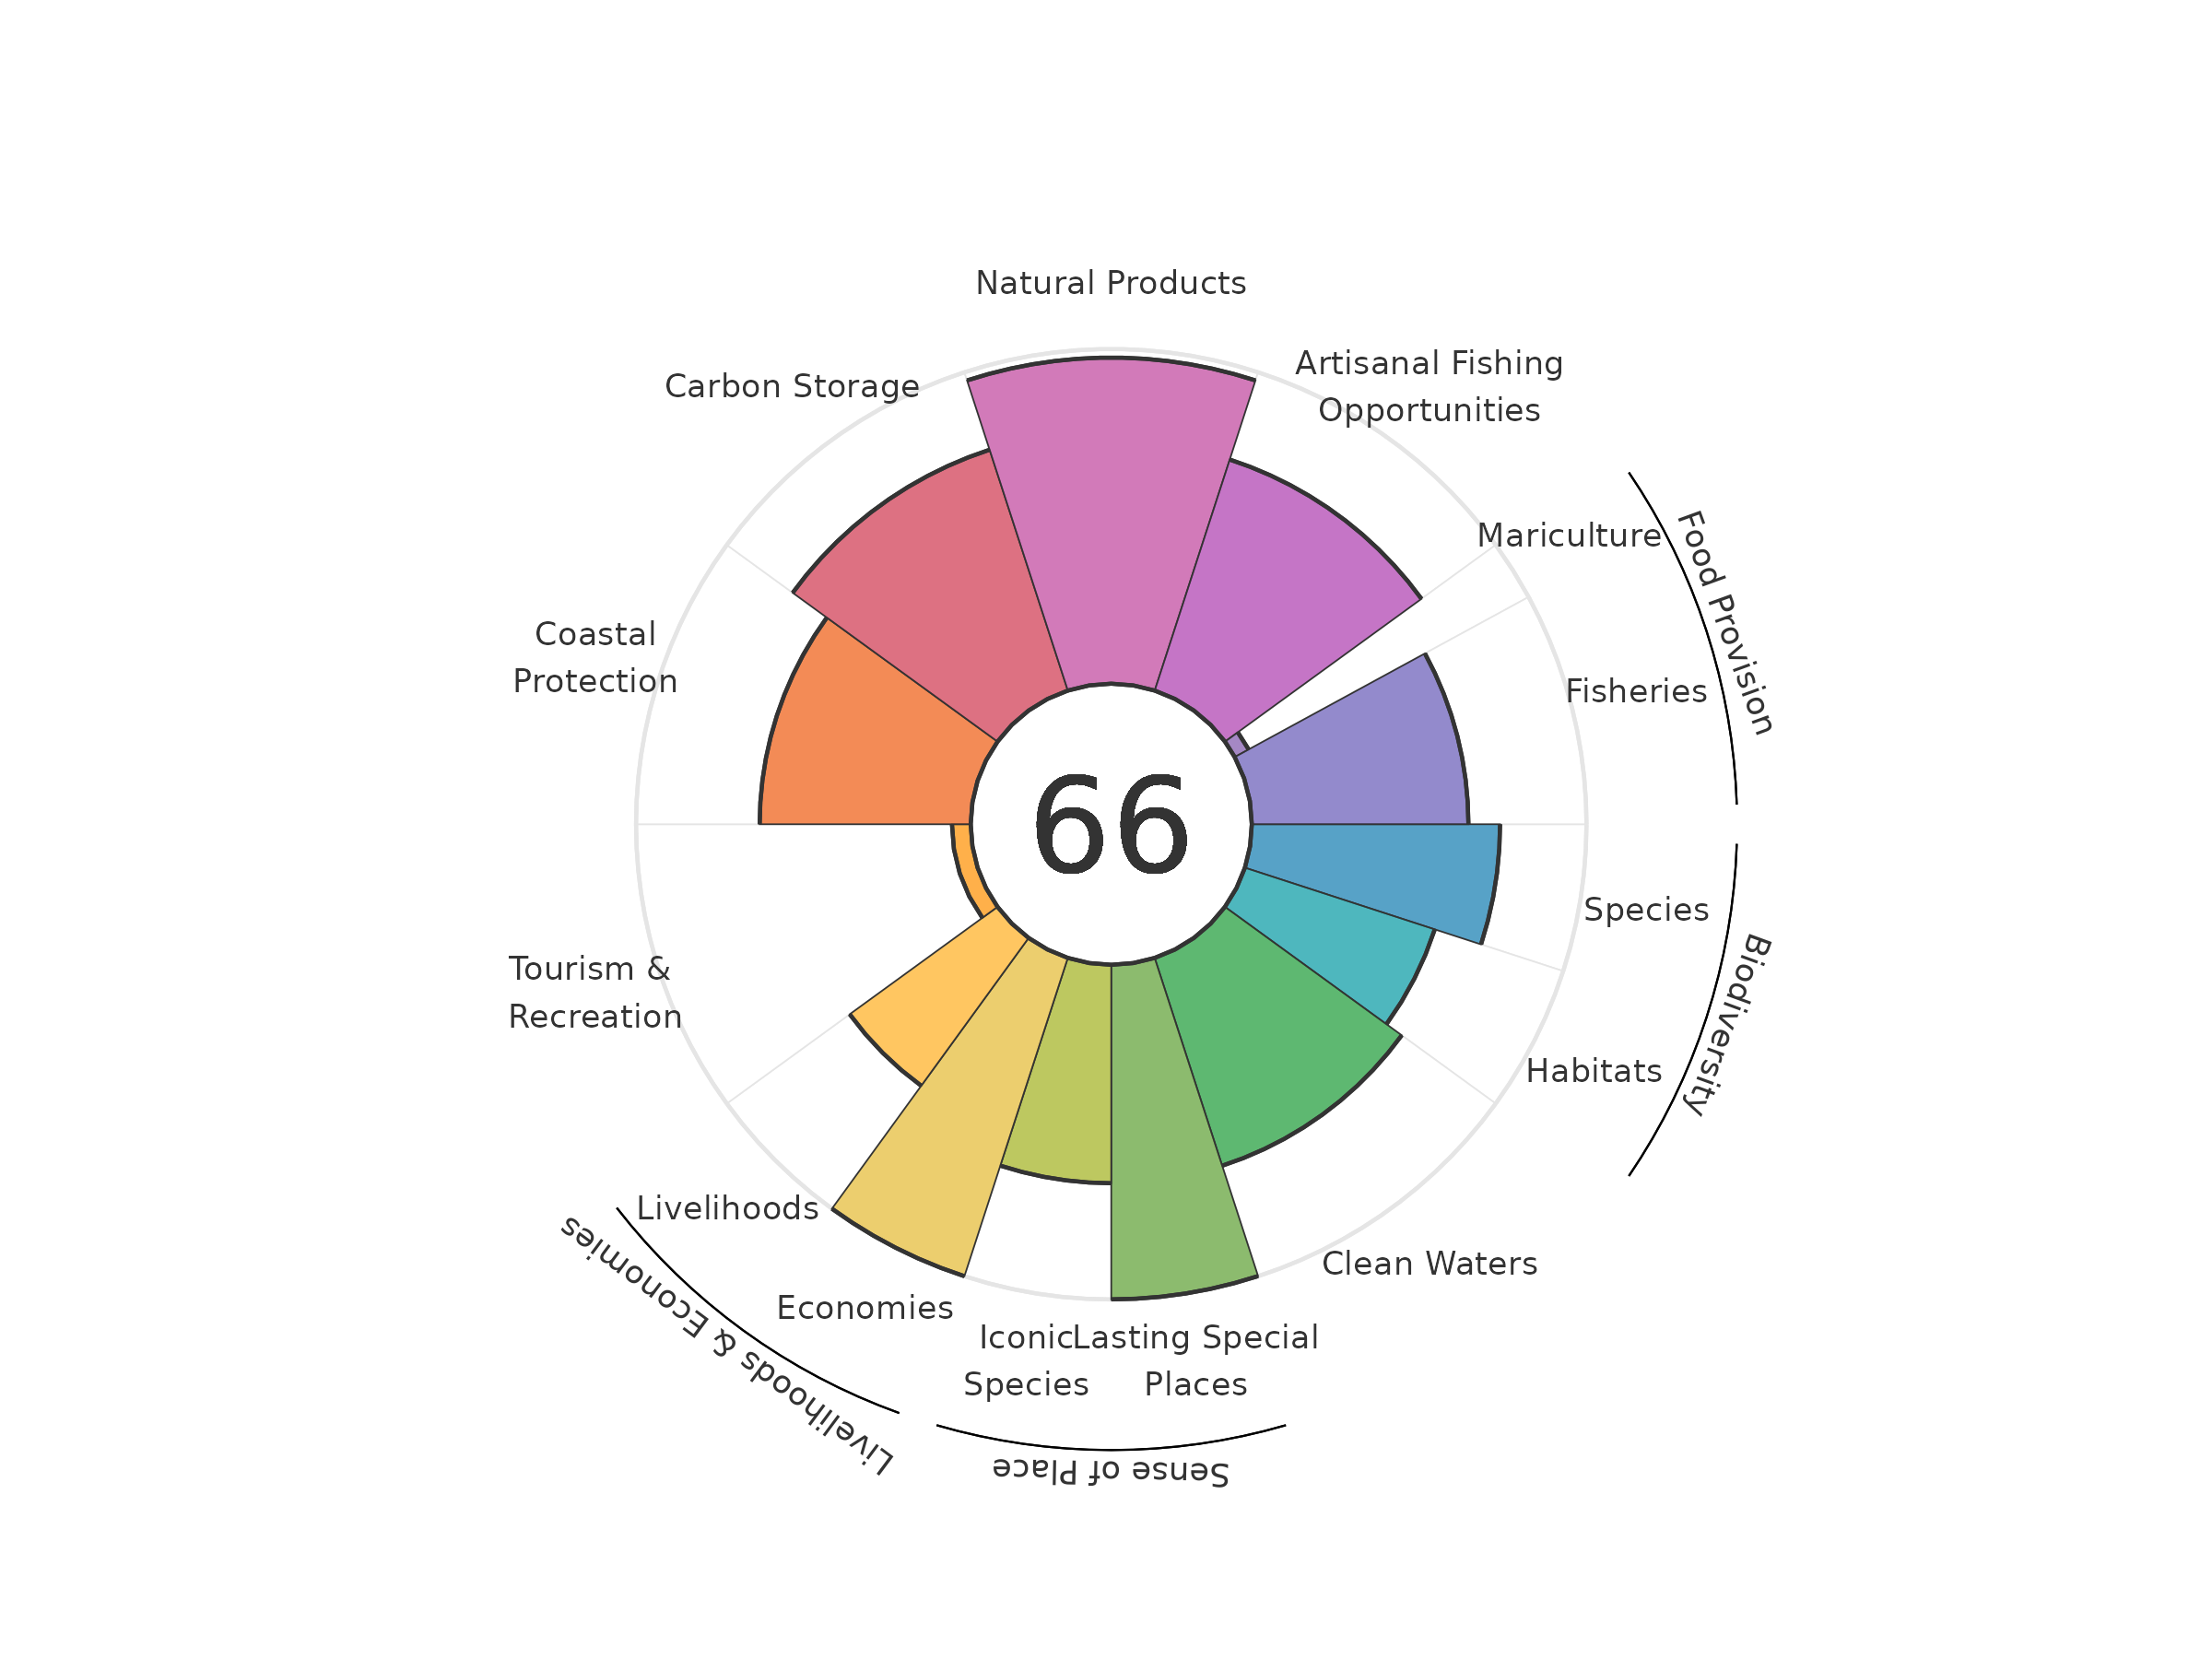 Natural Products
Artisanal Fishing
Opportunities
Carbon Storage
Mariculture
Food Provision
Coastal
Protection
Fisheries
66
Species
Biodiversity
Tourism &
Recreation
Habitats
Livelihoods
Livelihoods & Economies
Clean Waters
Economies
Iconic
Species
Lasting Special
Places
Sense of Place